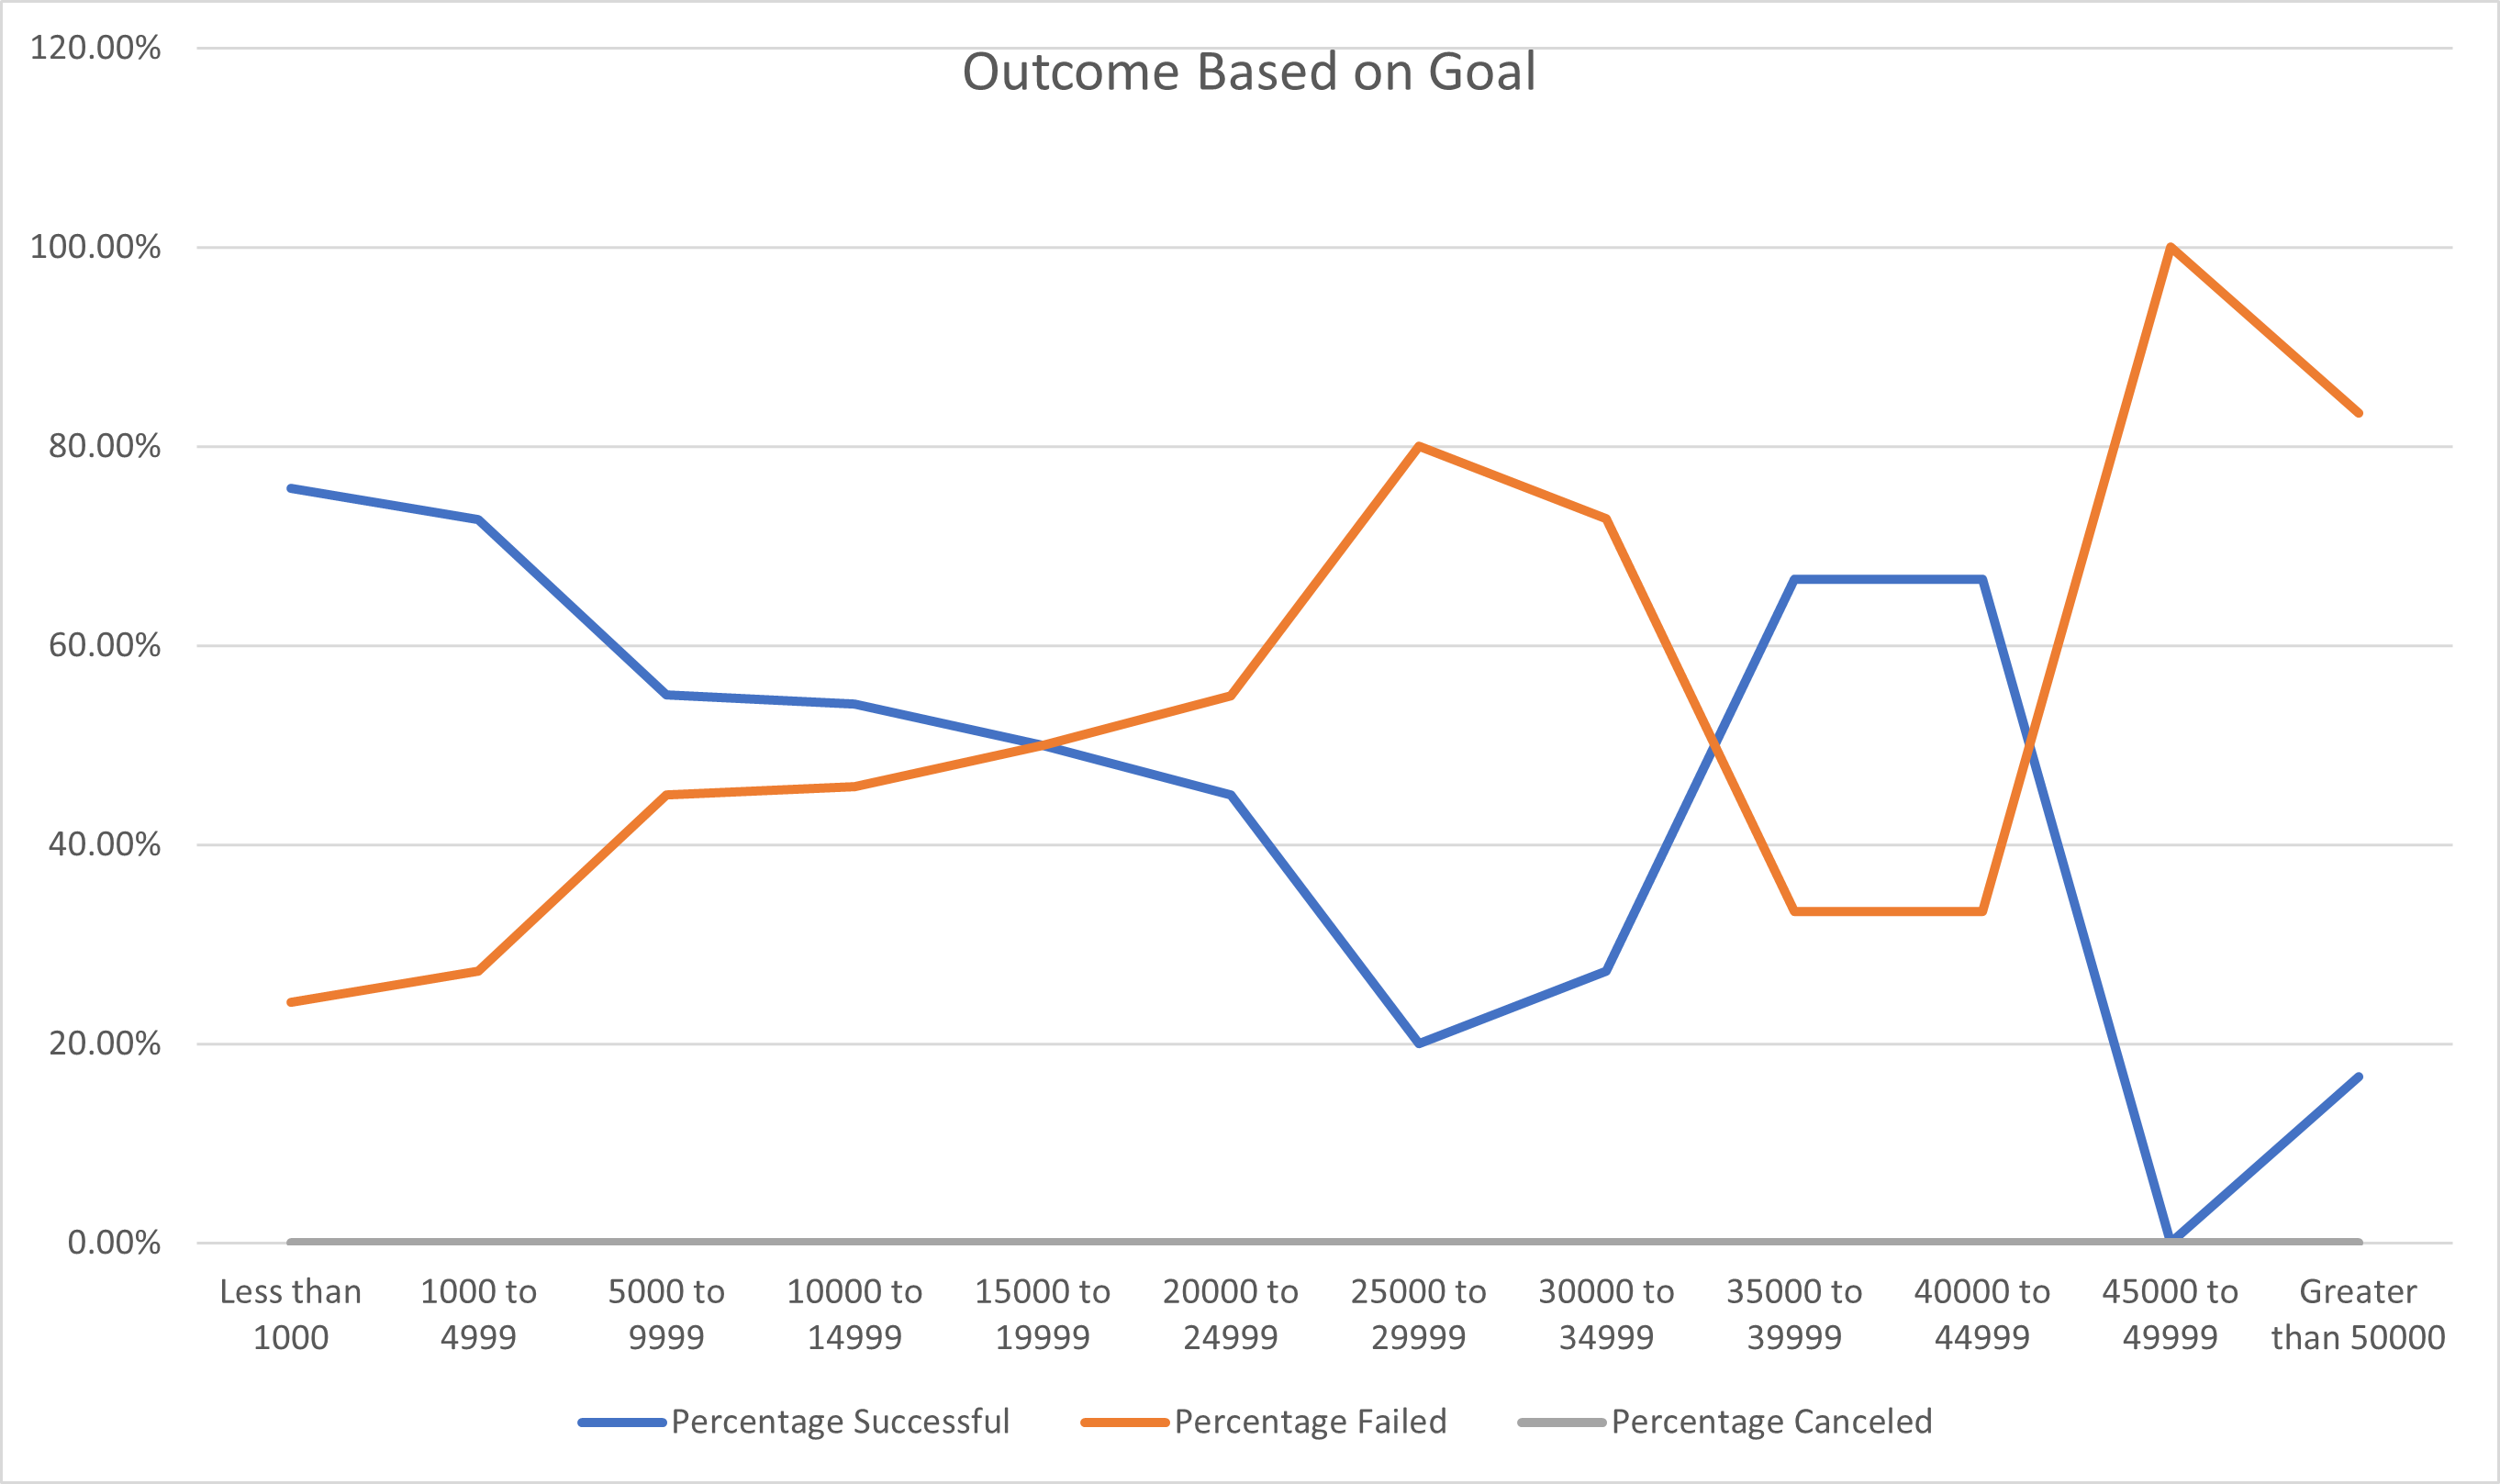 Outcome Based on Goal
120.00%
100.00%
80.00%
60.00%
40.00%
20.00%
0.00%
Less than
1000
1000 to
4999
5000 to
9999
10000 to
14999
15000 to
19999
20000 to
24999
25000 to
29999
30000 to
34999
35000 to
39999
40000 to
44999
45000 to
49999
Greater
than 50000
Percentage Successful
Percentage Failed
Percentage Canceled